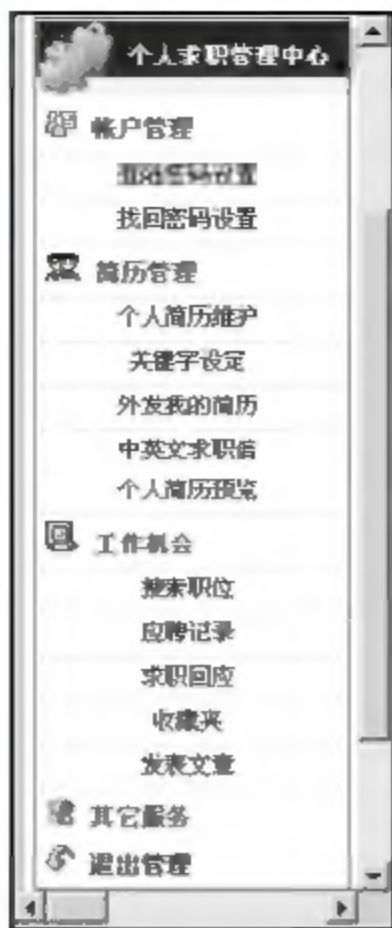 个人求职管理中心
帐户管理
找回密码设置
简历管理
个人简历维护
关键字设定
外发我的简历
中英文求职信
个人简历预览
工作机会
搜索职位
应聘记录
求职回应
收藏夹
发表文章
其它服务
退出管理